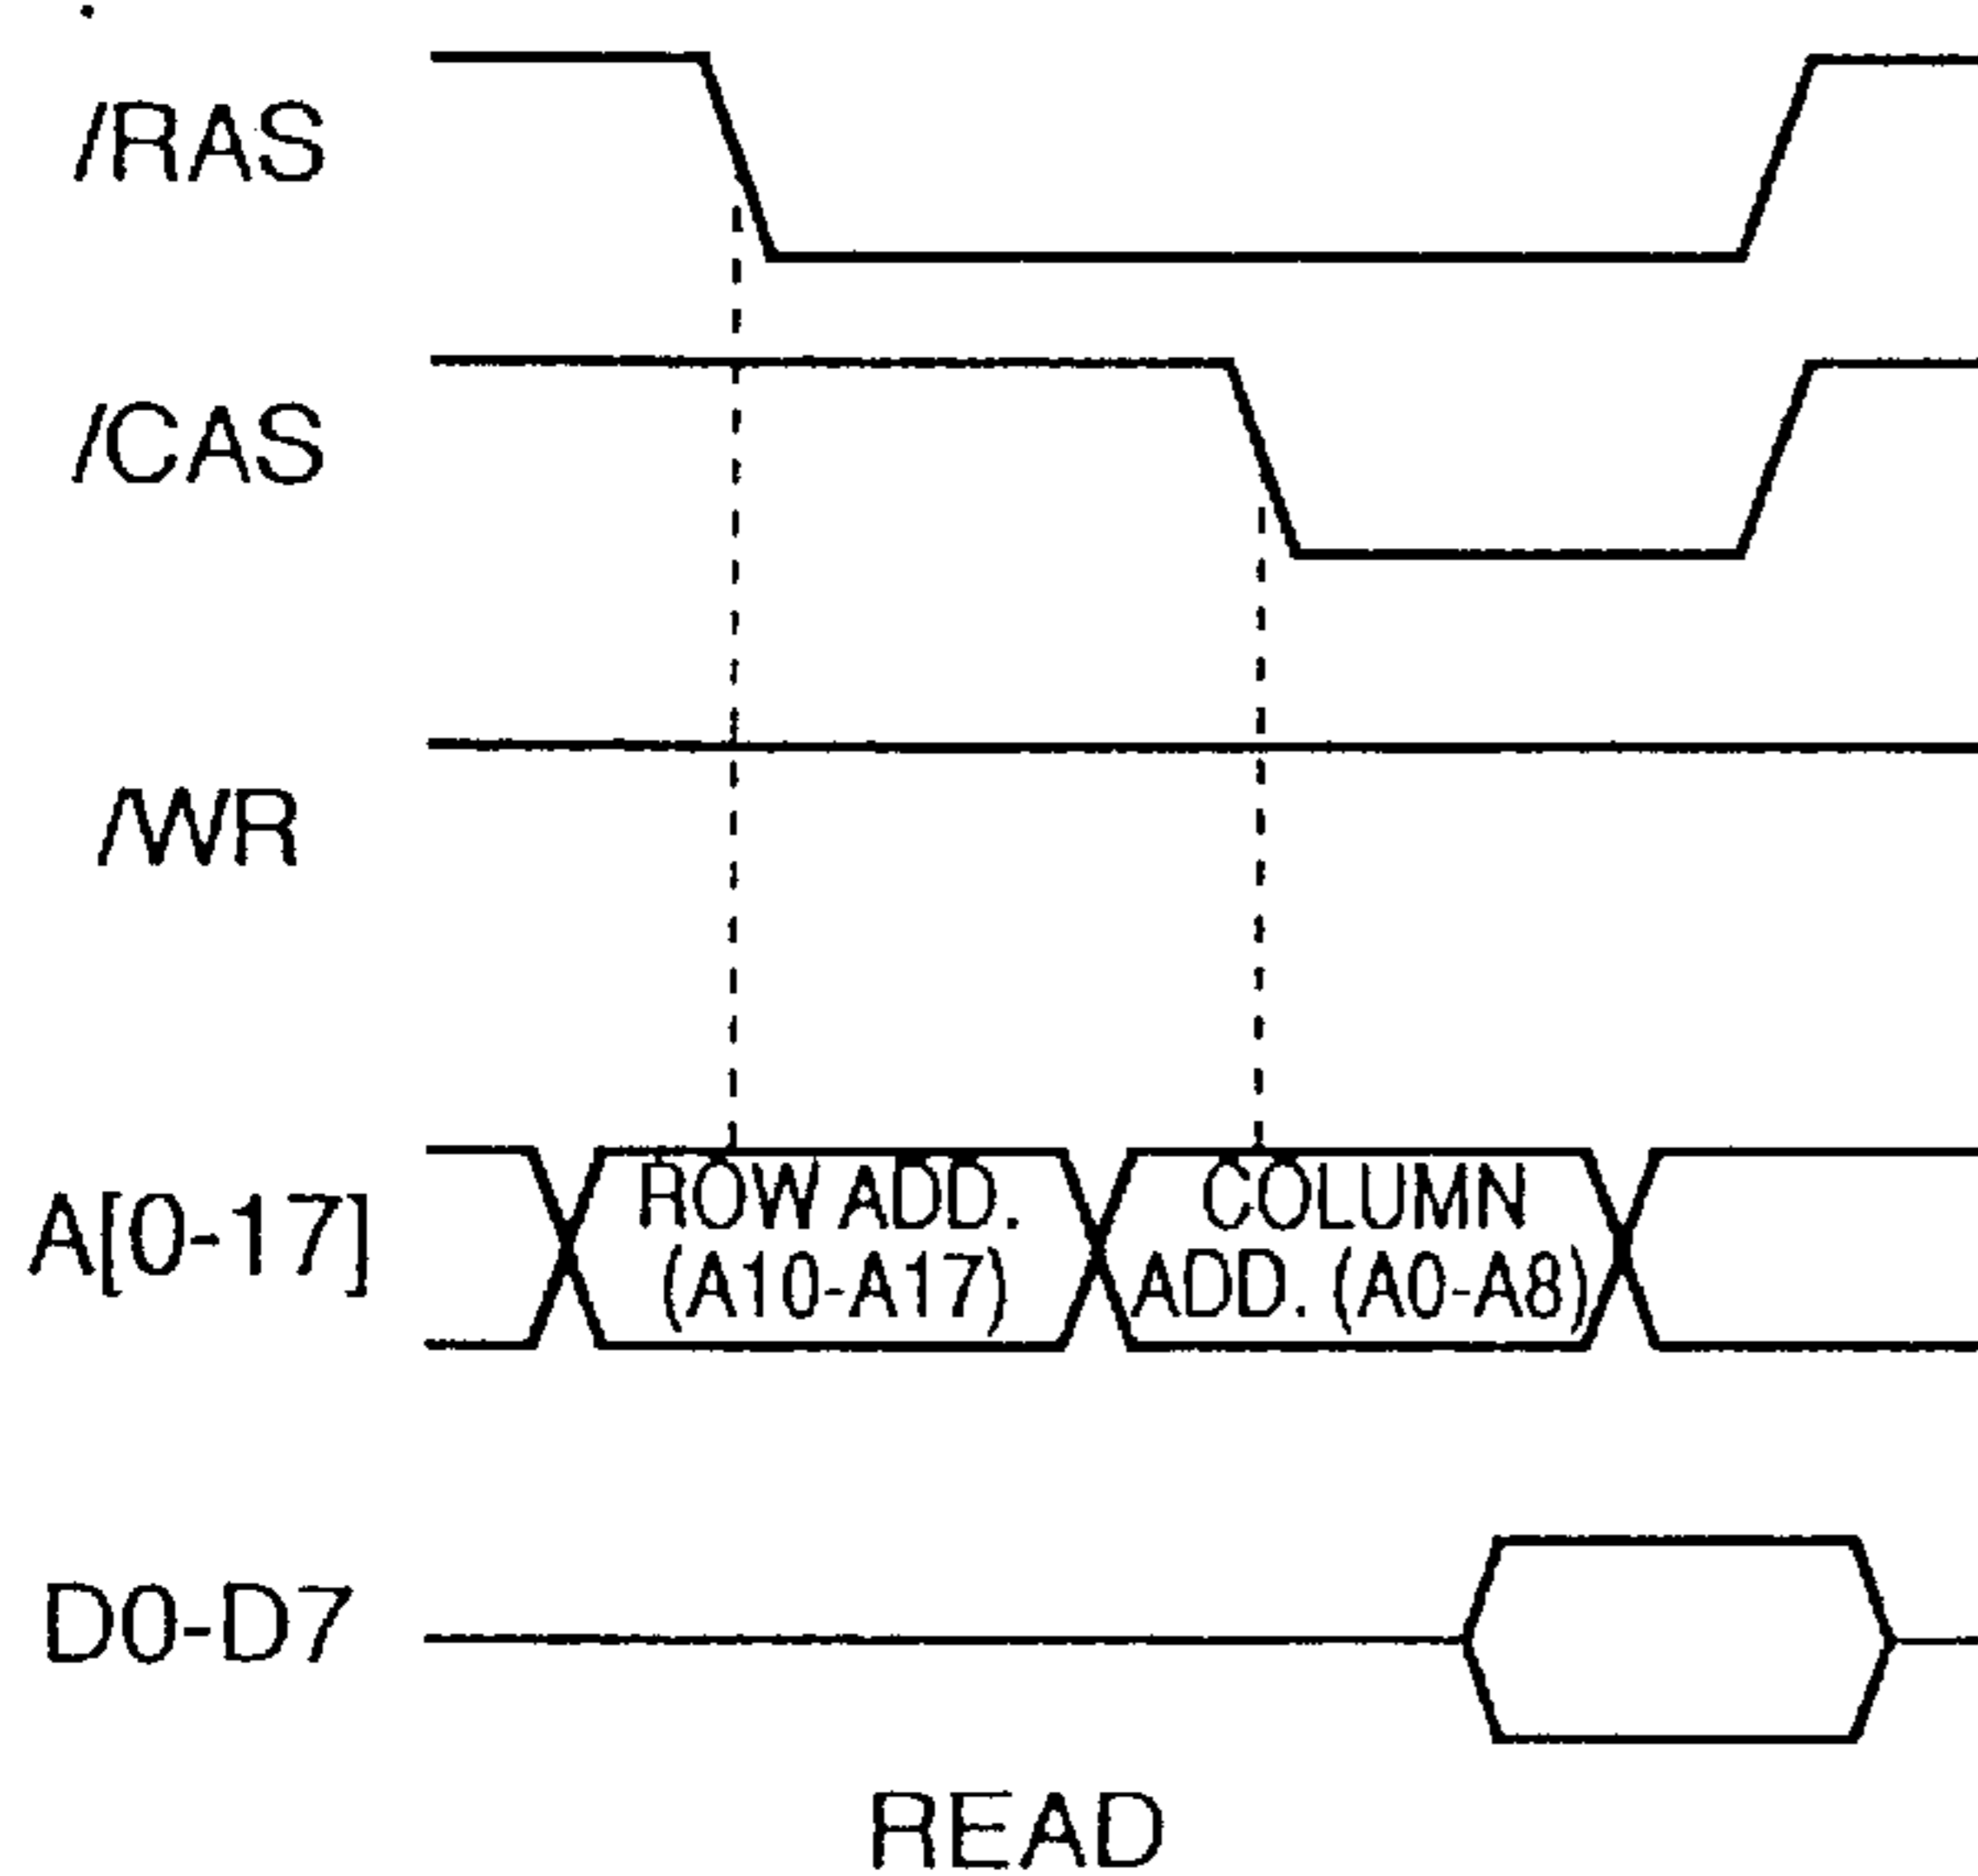 /RAS
/CAS
/WR
A[0-17]
ROW ADD.
(A10-A17)
COLUMN
ADD. (A0-A8)
D0-D7
READ